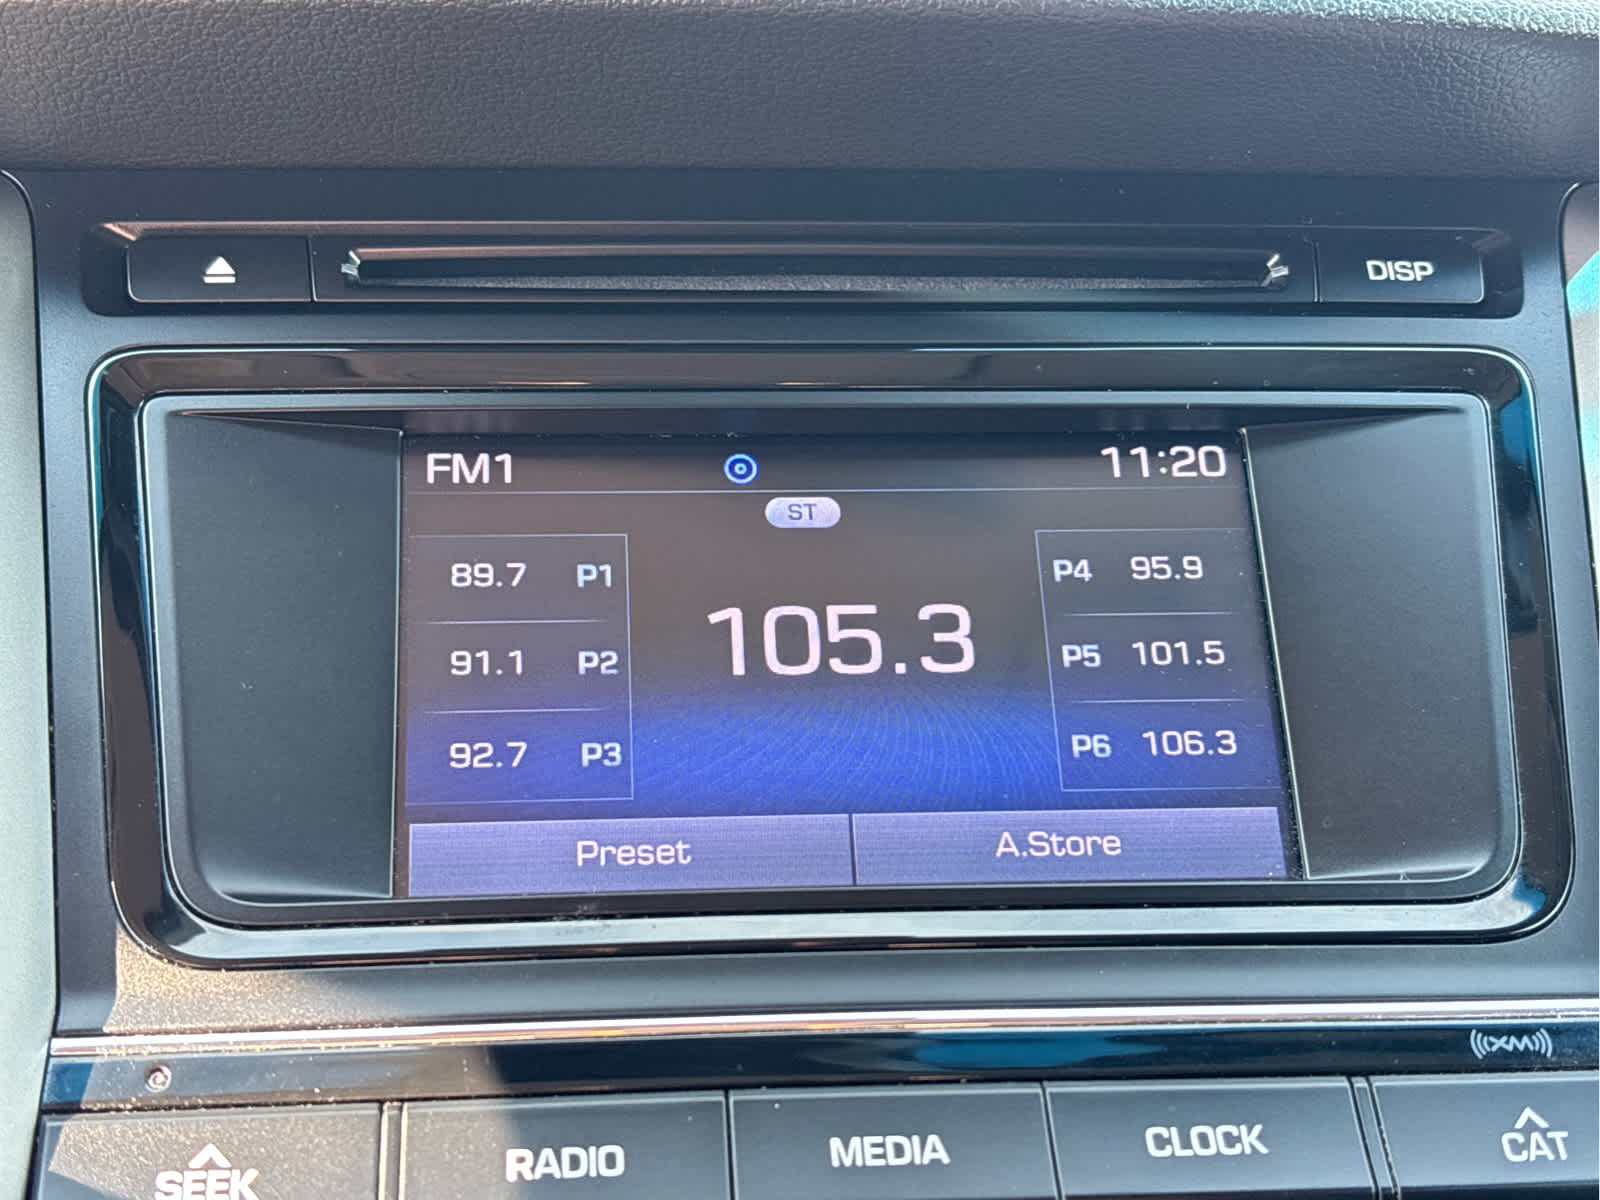 DISP
FM1 11:20
ST
89.7 P1
91.1 P2
92.7 P3
105.3
P4 95.9
P5 101.5
P6 106.3
Preset A.Store
((XM))
SEEK RADIO MEDIA CLOCK CAT